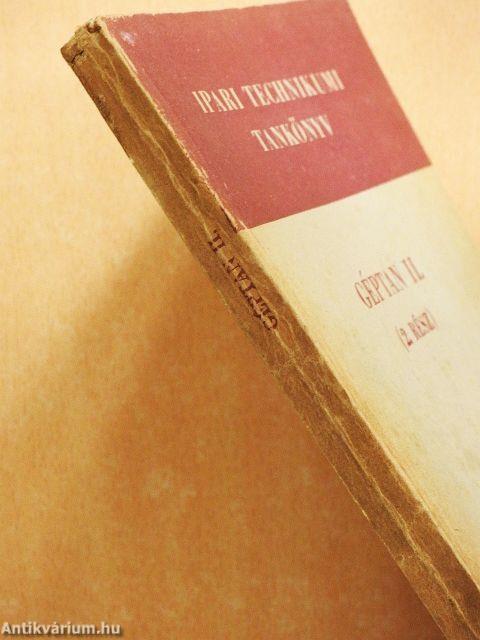 IPARI TECHNIKUMI
TANKÖNYV
GÉPTAN II.
(2. RÉSZ)
GÉPTAN II.
Antikvárium.hu